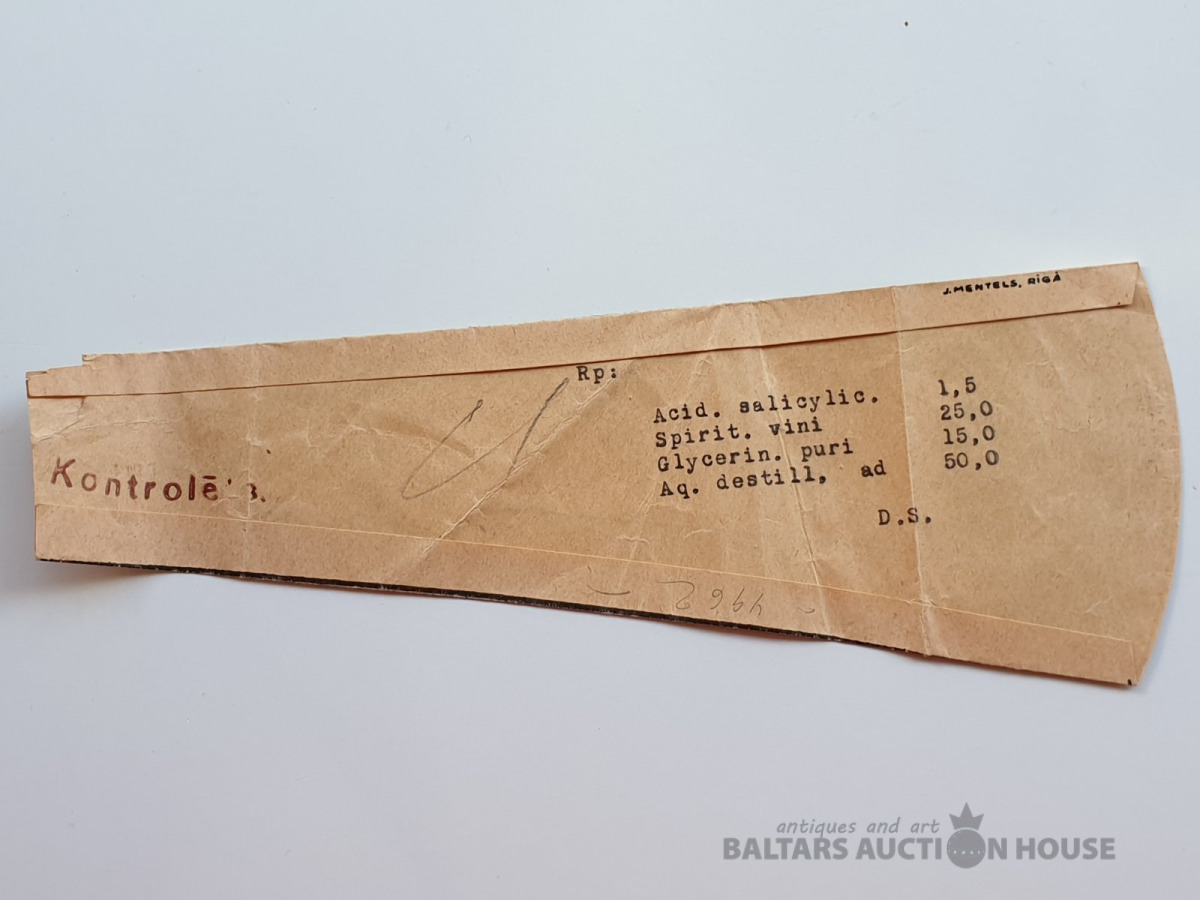 J.MENTELS, RĪGĀ
Rp:
Acid. salicylic. 1,5
Spirit. vini 25,0
Glycerin. puri 15,0
Aq. destill, ad 50,0
D.S.
4962
antiques and art
BALTARS AUCTION HOUSE